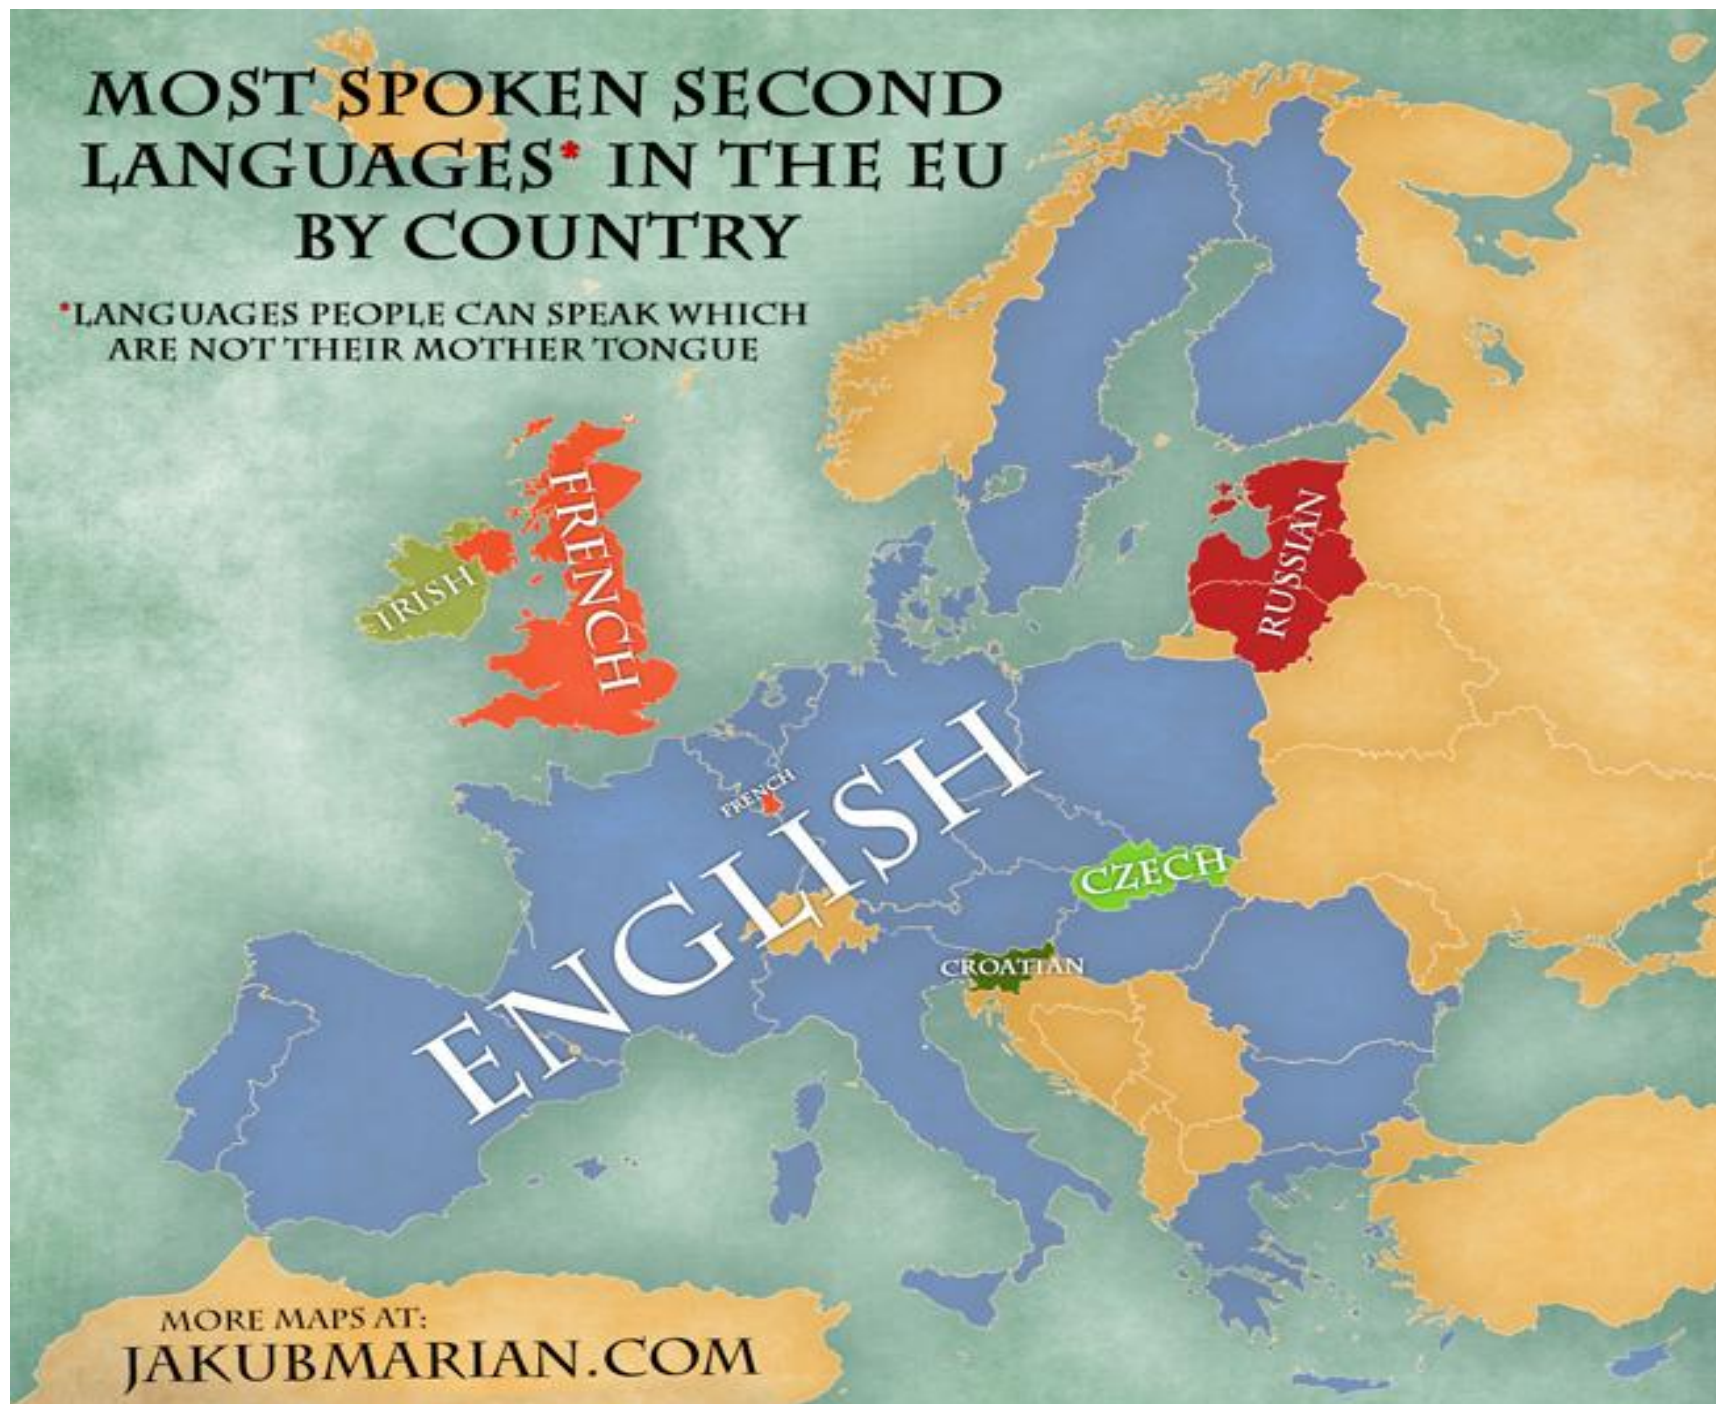 MOST SPOKEN SECOND
LANGUAGES* IN THE EU
BY COUNTRY
*LANGUAGES PEOPLE CAN SPEAK WHICH
ARE NOT THEIR MOTHER TONGUE
FRENCH
IRISH
RUSSIAN
FRENCH
ENGLISH
CZECH
CROATIAN
MORE MAPS AT:
JAKUBMARIAN.COM